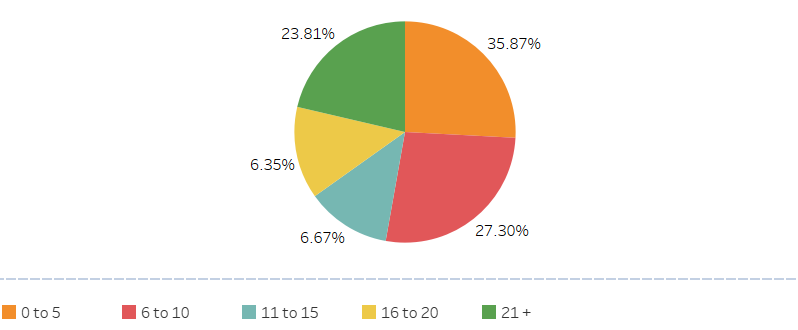 23.81%
35.87%
6.35%
6.67%
27.30%
0 to 5
6 to 10
11 to 15
16 to 20
21 +